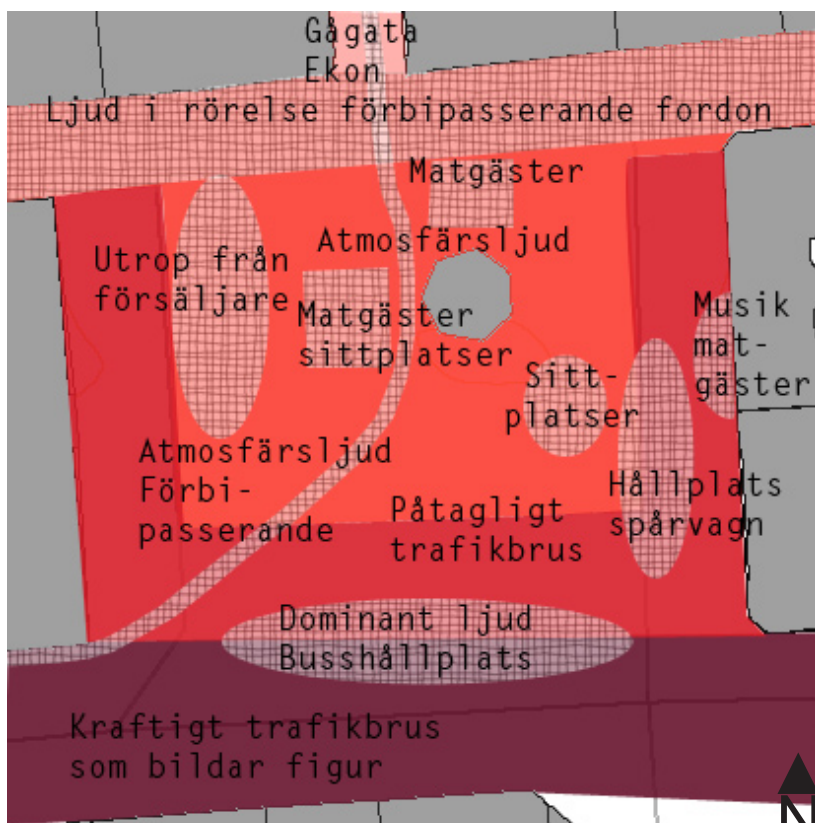 Gågata
Ekon
Ljud i rörelse förbipasserande fordon
Matgäster
Atmosfärsljud
Utrop från
försäljare
Matgäster
sittplatser
Musik
mat-
gäster
Sitt-
platser
Atmosfärsljud
Förbi-
passerande
Påtagligt
trafikbrus
Hållplats
spårvagn
Dominant ljud
Busshållplats
Kraftigt trafikbrus
som bildar figur
N